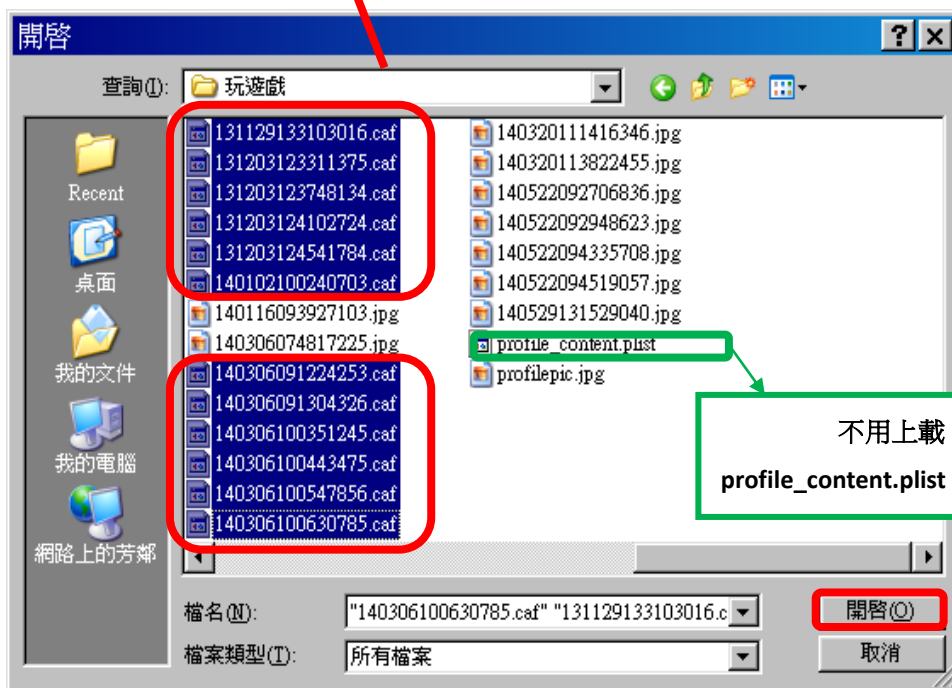 開啓
查詢(I):
玩遊戲
Recent
桌面
我的文件
我的電腦
網路上的芳鄰
131129133103016.caf
131203123311375.caf
131203123748134.caf
131203124102724.caf
131203124541784.caf
140102100240703.caf
140116093927103.jpg
140306074817225.jpg
140306091224253.caf
140306091304326.caf
140306100351245.caf
140306100443475.caf
140306100547856.caf
140306100630785.caf
140320111416346.jpg
140320113822455.jpg
140522092706836.jpg
140522092948623.jpg
140522094335708.jpg
140522094519057.jpg
140529131529040.jpg
profile_content.plist
profilepic.jpg
不用上載
profile_content.plist
檔名(N):
"140306100630785.caf" "131129133103016.c
開啓(O)
檔案類型(T):
所有檔案
取消